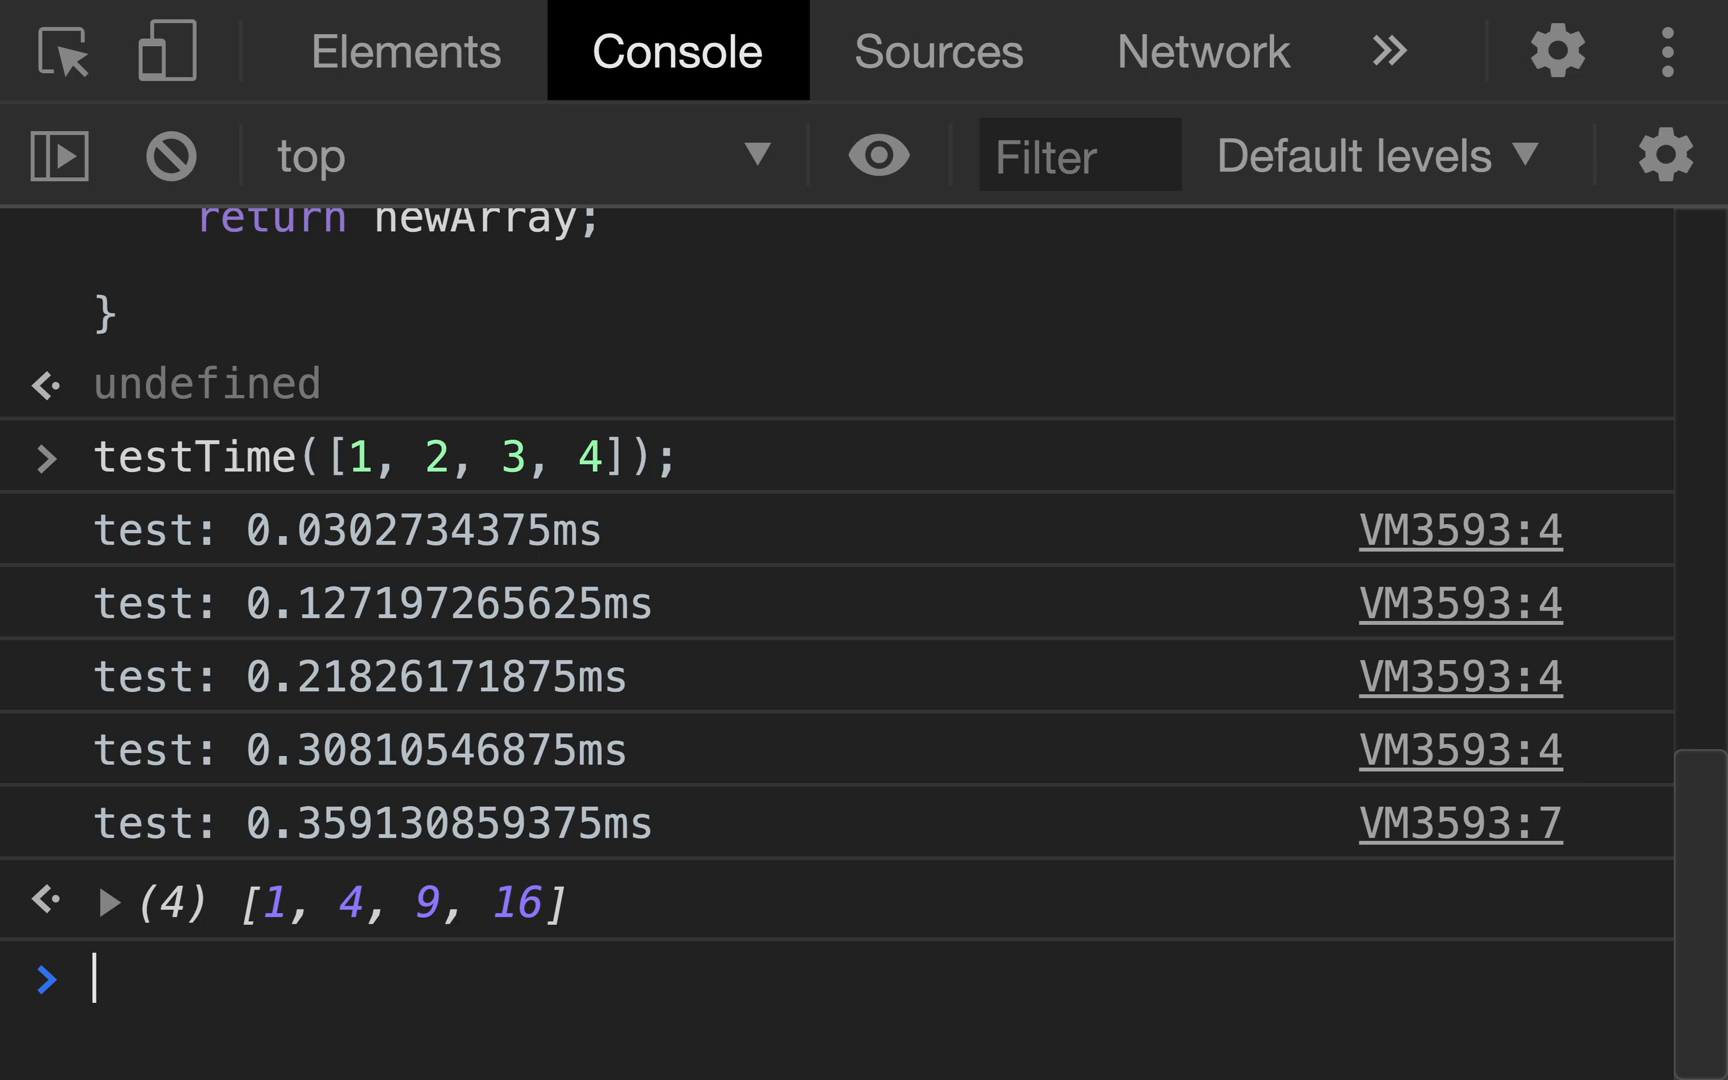 Elements Console Sources Network
top Filter Default levels
return newArray;
}
undefined
testTime([1, 2, 3, 4]);
test: 0.0302734375ms VM3593:4
test: 0.127197265625ms VM3593:4
test: 0.21826171875ms VM3593:4
test: 0.30810546875ms VM3593:4
test: 0.359130859375ms VM3593:7
(4) [1, 4, 9, 16]